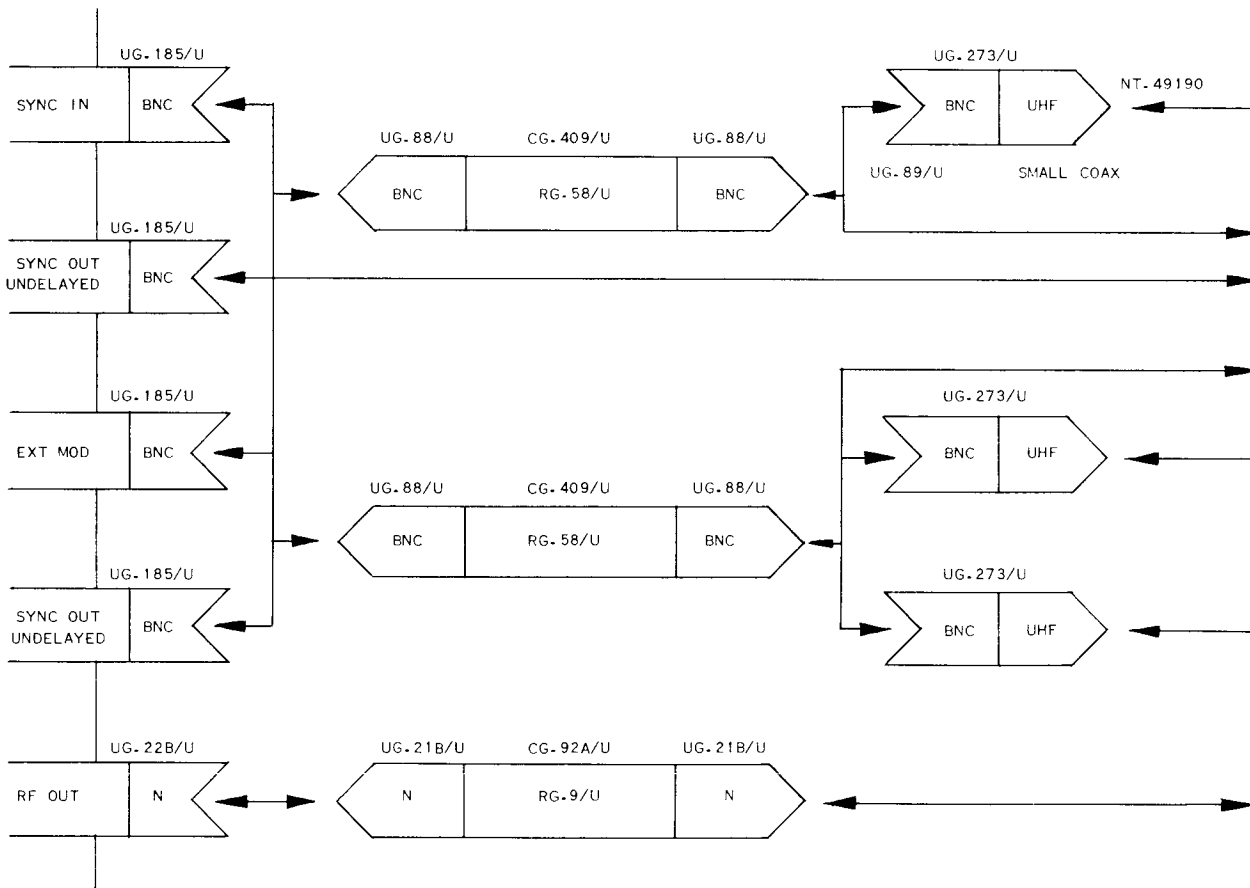 UG-185/U
SYNC IN
BNC
UG-273/U
BNC
UHF
NT-49190
UG-88/U
CG-409/U
UG-88/U
BNC
RG-58/U
BNC
UG-89/U
SMALL COAX
UG-185/U
SYNC OUT
UNDELAYED
BNC
UG-185/U
EXT MOD
BNC
UG-273/U
BNC
UHF
UG-88/U
CG-409/U
UG-88/U
BNC
RG-58/U
BNC
UG-185/U
SYNC OUT
UNDELAYED
BNC
UG-273/U
BNC
UHF
UG-22B/U
RF OUT
N
UG-21B/U
CG-92A/U
UG-21B/U
N
RG-9/U
N